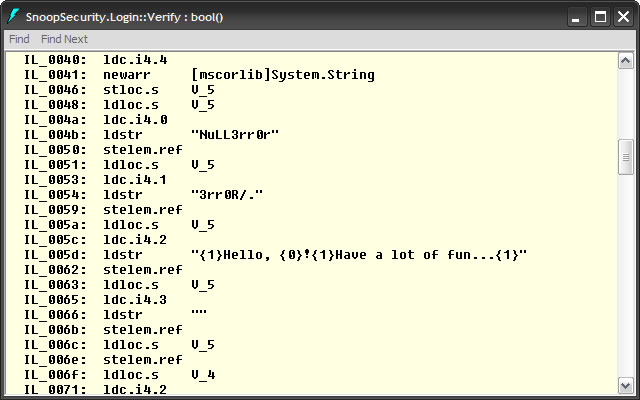 SnoopSecurity.Login::Verify : bool()
Find Find Next
IL_0040: ldc.i4.4
IL_0041: newarr [mscorlib]System.String
IL_0046: stloc.s V_5
IL_0048: ldloc.s V_5
IL_004a: ldc.i4.0
IL_004b: ldstr "NuLL3rr0r"
IL_0050: stelem.ref
IL_0051: ldloc.s V_5
IL_0053: ldc.i4.1
IL_0054: ldstr "3rr0R/."
IL_0059: stelem.ref
IL_005a: ldloc.s V_5
IL_005c: ldc.i4.2
IL_005d: ldstr "{1}Hello, {0}!{1}Have a lot of fun...{1}"
IL_0062: stelem.ref
IL_0063: ldloc.s V_5
IL_0065: ldc.i4.3
IL_0066: ldstr ""
IL_006b: stelem.ref
IL_006c: ldloc.s V_5
IL_006e: stelem.ref
IL_006f: ldloc.s V_4
IL_0071: ldc.i4.2